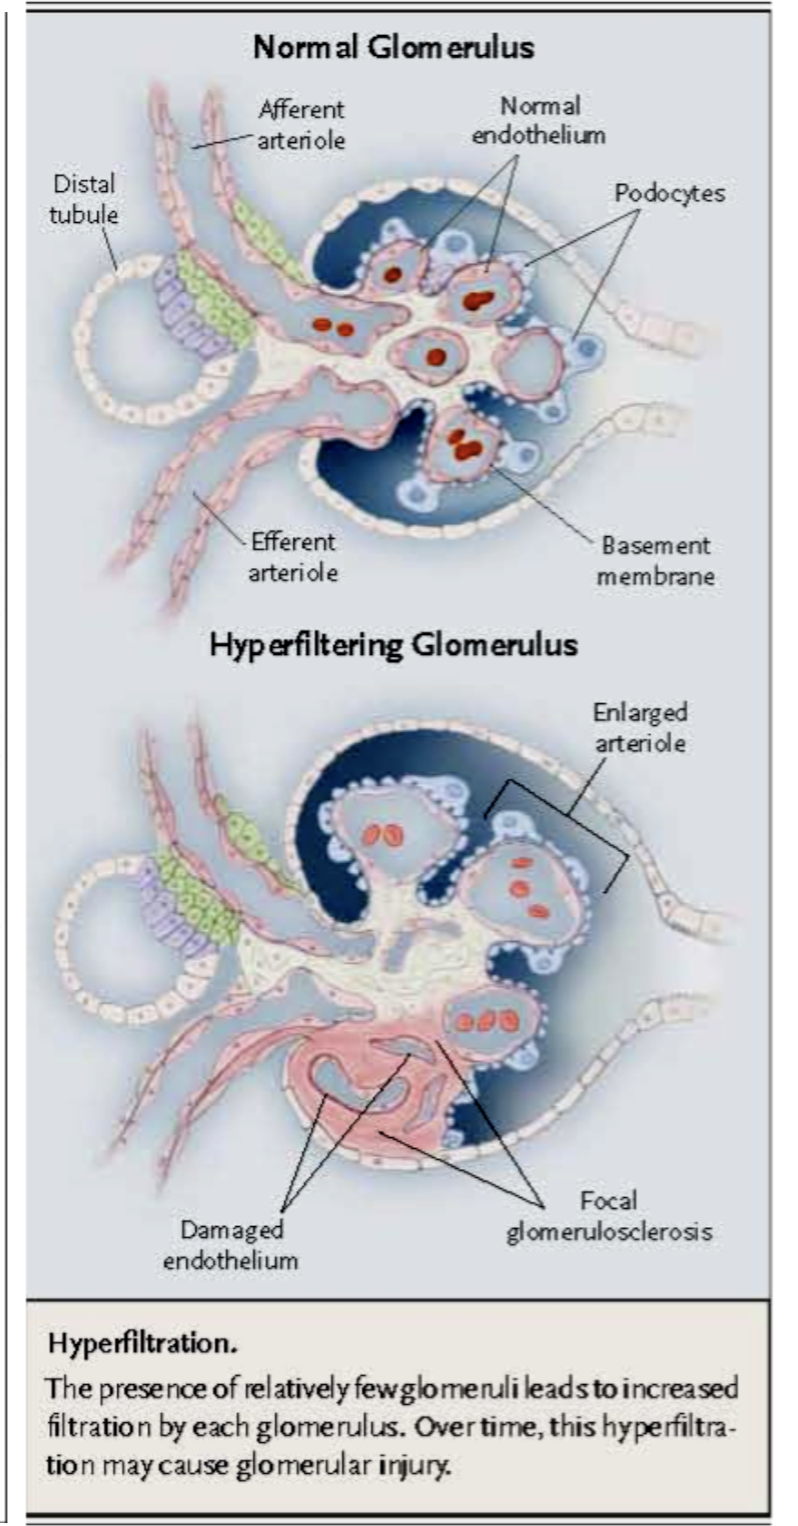 Normal Glomerulus
Afferent
arteriole
Normal
endothelium
Distal
tubule
Podocytes
Efferent
arteriole
Basement
membrane
Hyperfiltering Glomerulus
Enlarged
arteriole
Damaged
endothelium
Focal
glomerulosclerosis
Hyperfiltration.
The presence of relatively few glomeruli leads to increased
filtration by each glomerulus. Over time, this hyperfiltra-
tion may cause glomerular injury.